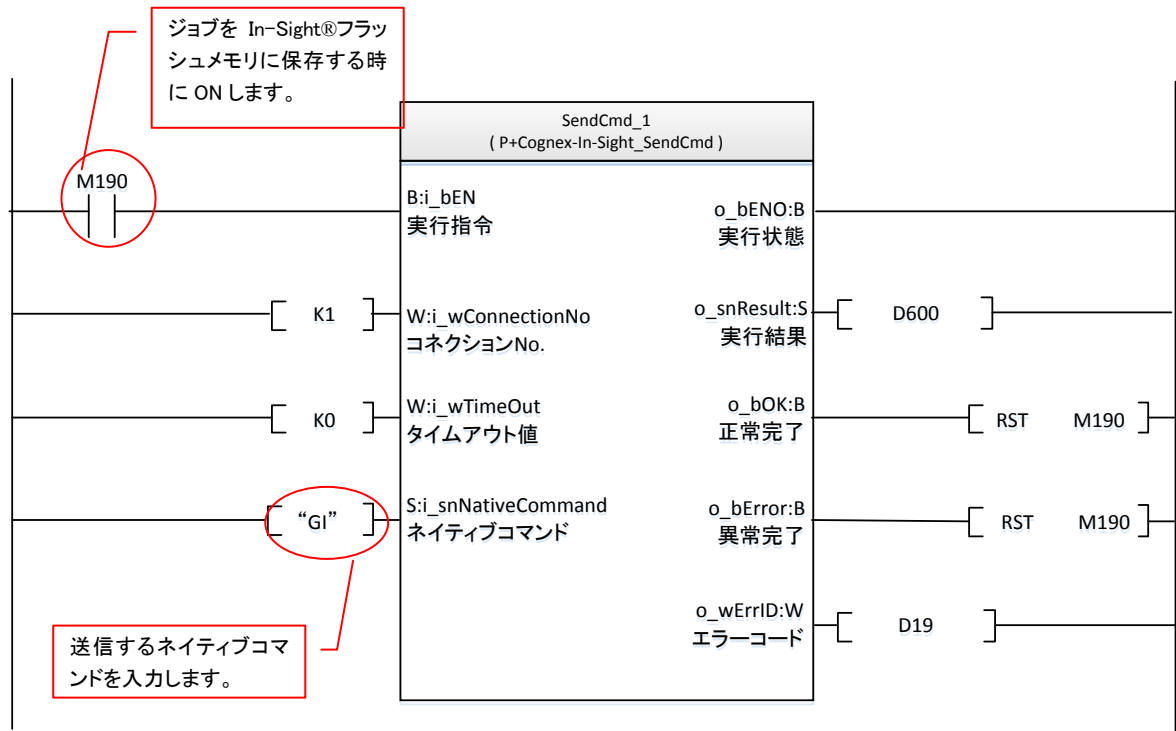 ジョブを In-Sight®フラッ
シュメモリに保存する時
に ON します。
SendCmd_1
( P+Cognex-In-Sight_SendCmd )
M190
B:i_bEN
実行指令
o_bENO:B
実行状態
K1
W:i_wConnectionNo
コネクションNo.
o_snResult:S
実行結果
D600
K0
W:i_wTimeOut
タイムアウト値
o_bOK:B
正常完了
RST M190
“GI”
S:i_snNativeCommand
ネイティブコマンド
o_bError:B
異常完了
RST M190
o_wErrID:W
エラーコード
D19
送信するネイティブコマ
ンドを入力します。